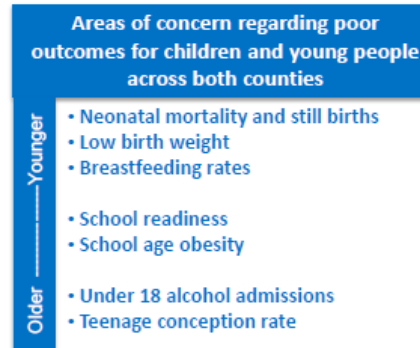 Areas of concern regarding poor
outcomes for children and young people
across both counties
Older -------------Younger
• Neonatal mortality and still births
• Low birth weight
• Breastfeeding rates
• School readiness
• School age obesity
• Under 18 alcohol admissions
• Teenage conception rate